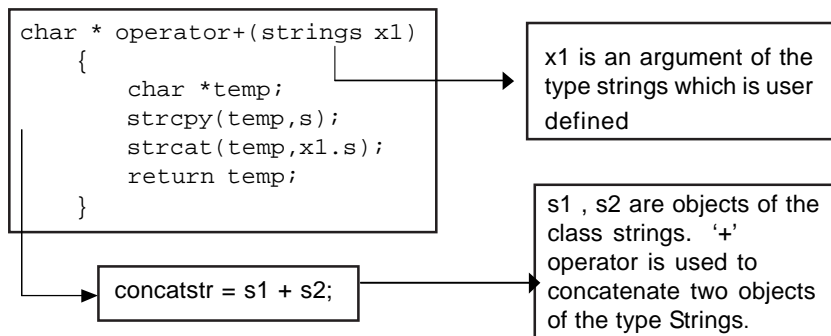 char * operator+(strings x1)
{
char *temp;
strcpy(temp,s);
strcat(temp,x1.s);
return temp;
}
x1 is an argument of the
type strings which is user
defined
concatstr = s1 + s2;
s1 , s2 are objects of the
class strings. ‘+’
operator is used to
concatenate two objects
of the type Strings.